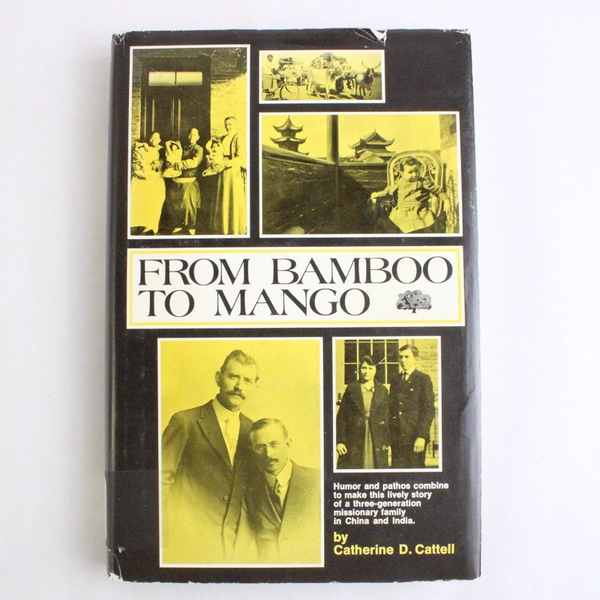 FROM BAMBOO
TO MANGO
Humor and pathos combine
to make this lively story
of a three-generation
missionary family
in China and India.
by
Catherine D. Cattell